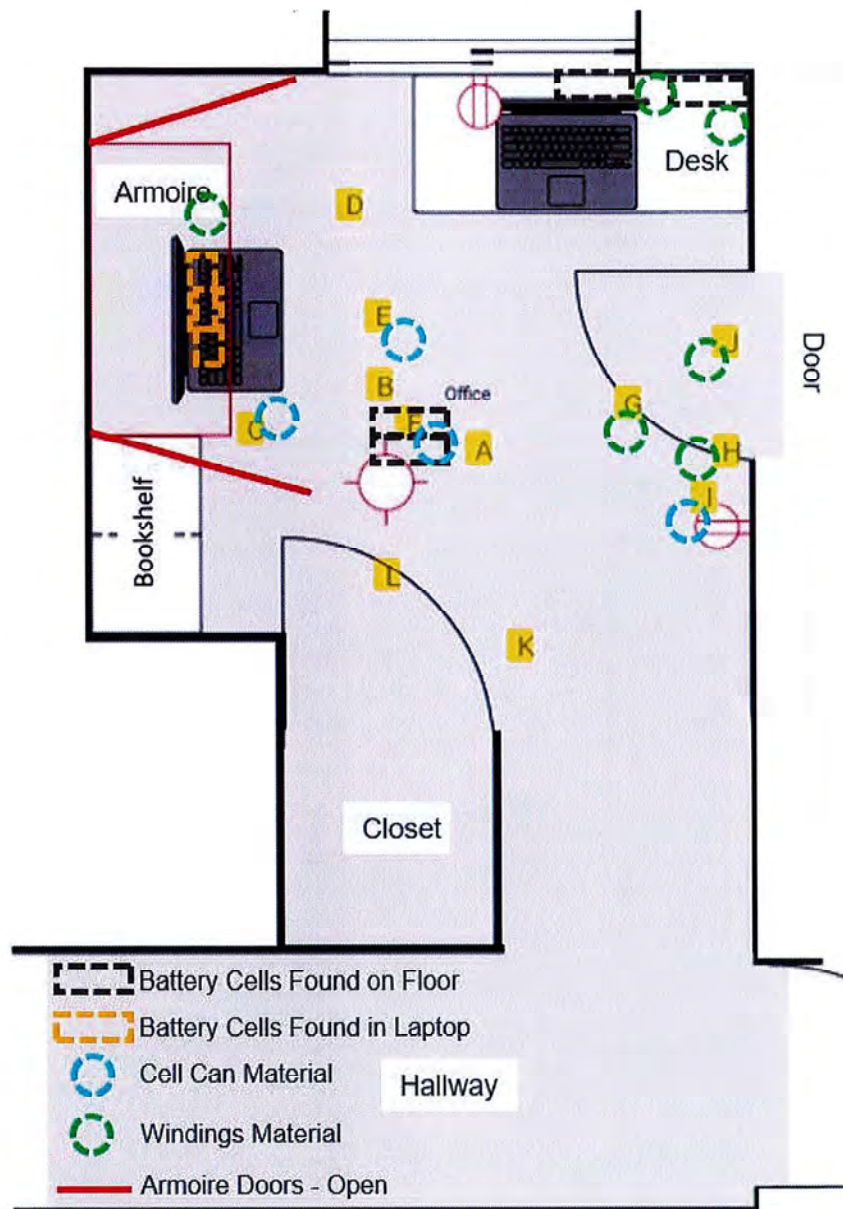 Desk
Armoire
D
E
J
Door
B
Office
G
C
F
A
H
I
Bookshelf
L
K
Closet
Battery Cells Found on Floor
Battery Cells Found in Laptop
Cell Can Material
Hallway
Windings Material
Armoire Doors - Open